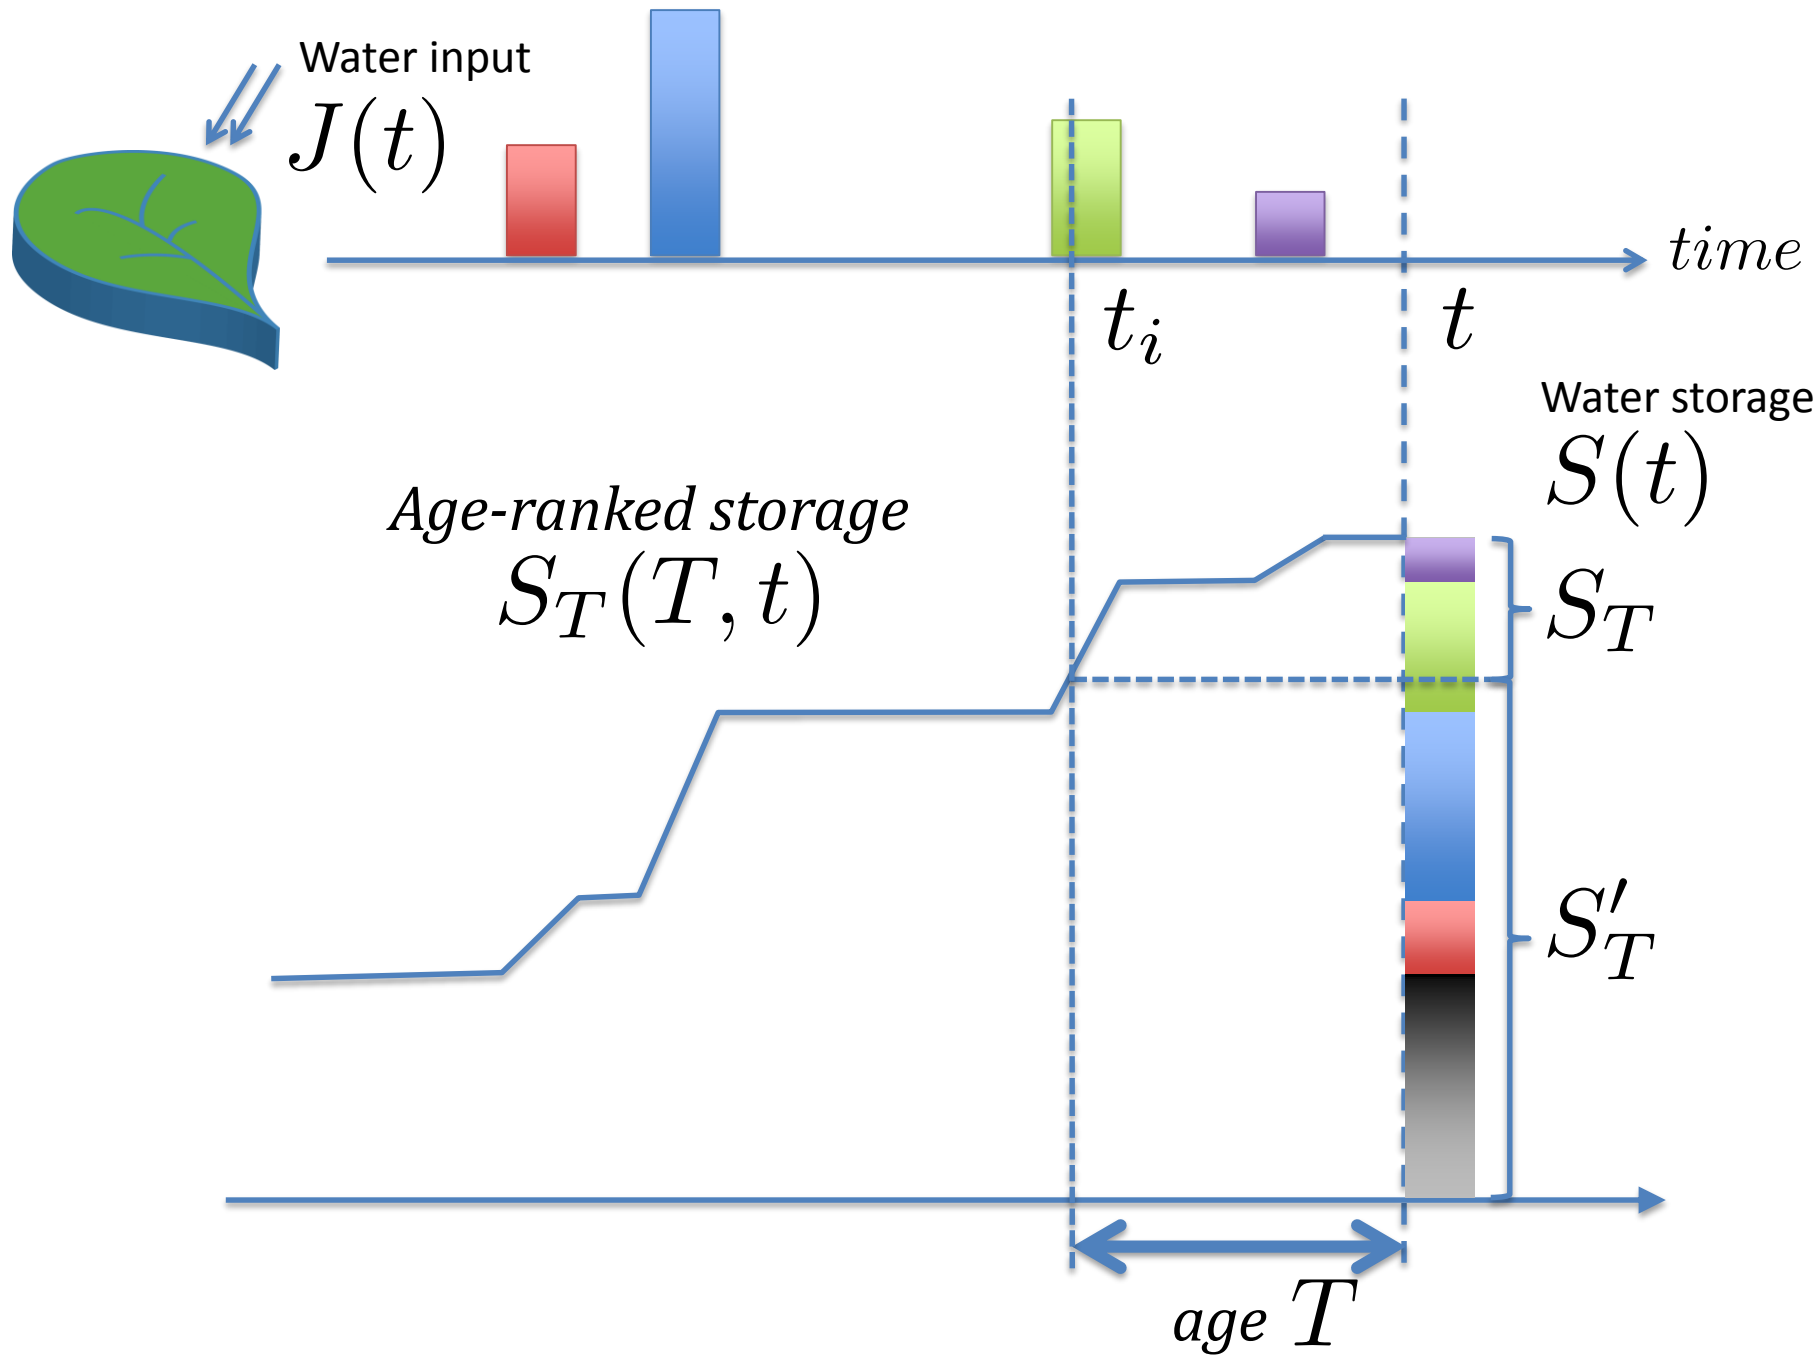 Water input
J(t)
time
t_i
t
Water storage
S(t)
Age-ranked storage
S_T(T, t)
S_T
S'_T
age T